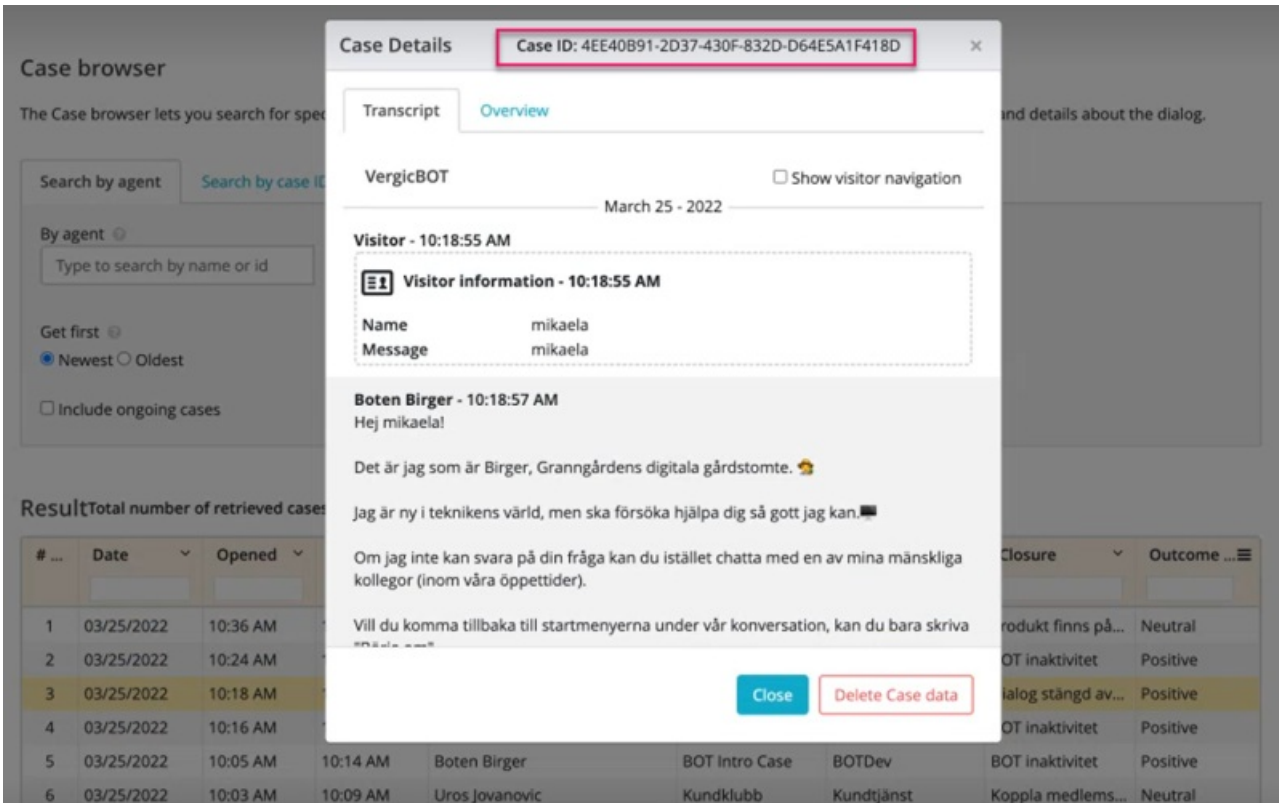 Case Details
Case ID: 4EE40B91-2D37-430F-832D-D64E5A1F418D
×
Case browser
The Case browser lets you search for
and details about the dialog.
Transcript
Overview
Search by agent
Search by case
VergicBOT
Show visitor navigation
March 25 - 2022
By agent
Type to search by name or id
Visitor - 10:18:55 AM
Visitor information - 10:18:55 AM
Name mikaela
Message mikaela
Get first
Newest Oldest
Include ongoing cases
Boten Birger - 10:18:57 AM
Hej mikaela!
Det är jag som är Birger, Granngårdens digitala gårdstomte.
Jag är ny i teknikens värld, men ska försöka hjälpa dig så gott jag kan.
Om jag inte kan svara på din fråga kan du istället chatta med en av mina mänskliga
kollegor (inom våra öppettider).
Vill du komma tillbaka till startmenyerna under vår konversation, kan du bara skriva
Close
Delete Case data
Result Total number of retrieved cases
# ... Date Opened Closure Outcome ...
1 03/25/2022 10:36 AM finns på... Neutral
2 03/25/2022 10:24 AM inaktivitet Positive
3 03/25/2022 10:18 AM stängd av... Positive
4 03/25/2022 10:16 AM inaktivitet Positive
5 03/25/2022 10:05 AM 10:14 AM Boten Birger BOT Intro Case BOTDev BOT inaktivitet Positive
6 03/25/2022 10:03 AM 10:09 AM Uros Jovanovic Kundklubb Kundtjänst Koppla medlems... Neutral